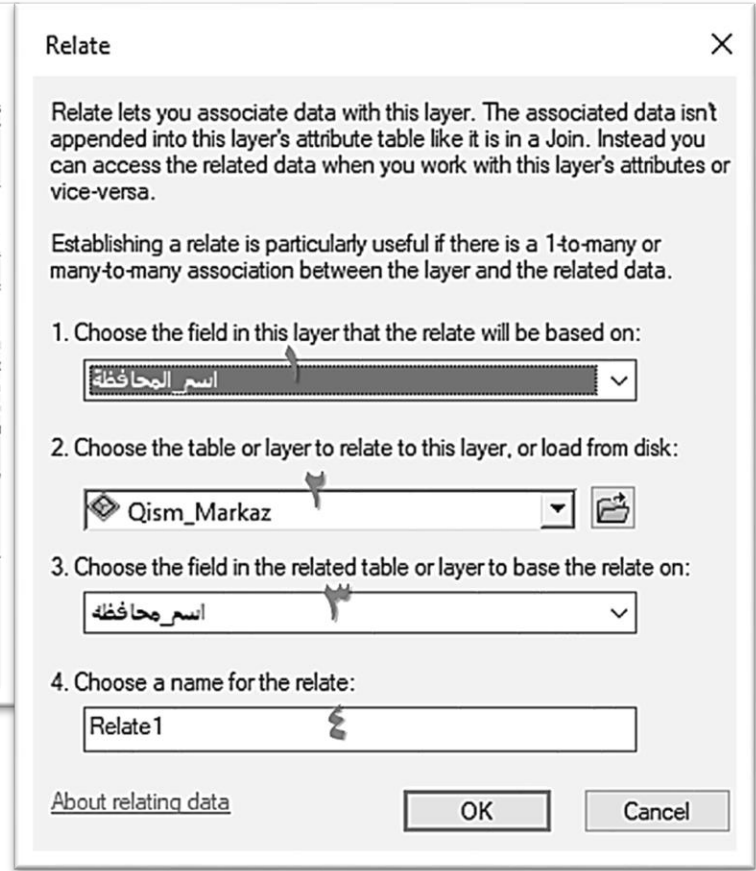 Relate
Relate lets you associate data with this layer. The associated data isn't
appended into this layer's attribute table like it is in a Join. Instead you
can access the related data when you work with this layer's attributes or
vice-versa.
Establishing a relate is particularly useful if there is a 1-to-many or
many-to-many association between the layer and the related data.
1. Choose the field in this layer that the relate will be based on:
١
اسم_المحافظة
2. Choose the table or layer to relate to this layer, or load from disk:
٢
Qism_Markaz
3. Choose the field in the related table or layer to base the relate on:
٣
اسم_محافظه
4. Choose a name for the relate:
Relate1
٤
About relating data
OK
Cancel